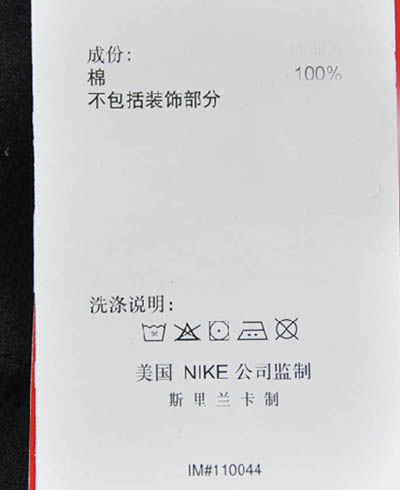 成份:
棉 100%
不包括装饰部分
洗涤说明:
美国 NIKE 公司监制
斯里兰卡制
IM#110044